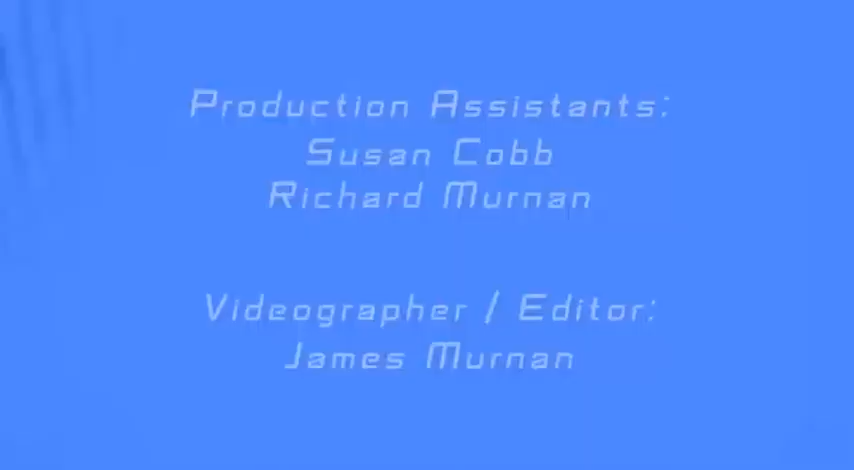 Production Assistants:
Susan Cobb
Richard Murnan
Videographer / Editor:
James Murnan